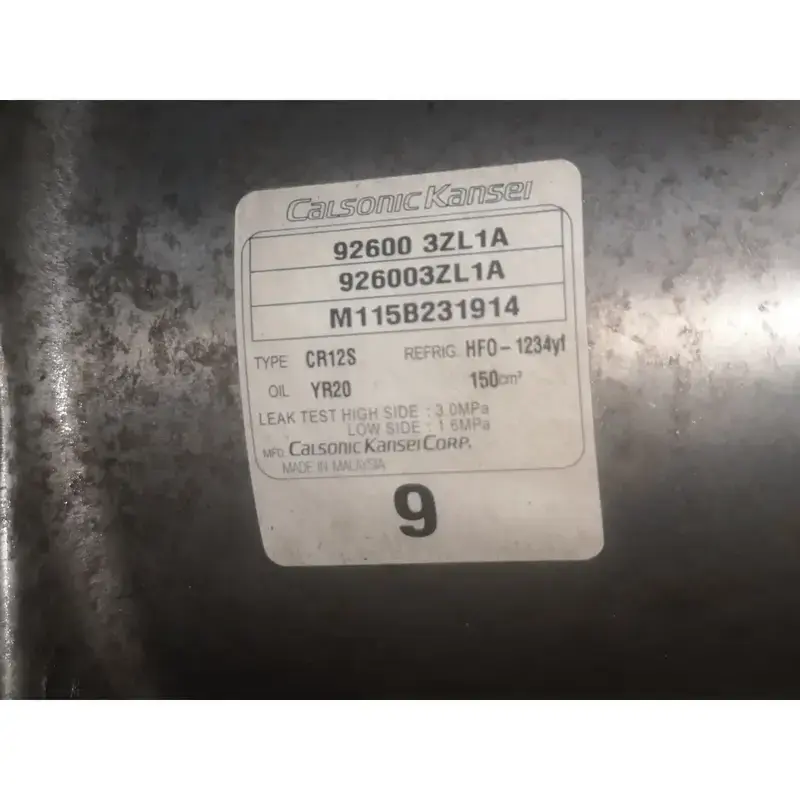 Calsonic Kansei
92600 3ZL1A
926003ZL1A
M115B231914
TYPE CR12S REFRIG. HFO-1234yf
OIL YR20 150cm³
LEAK TEST HIGH SIDE : 3.0MPa
LOW SIDE : 1.6MPa
MFD. Calsonic Kansei Corp.
MADE IN MALAYSIA
9